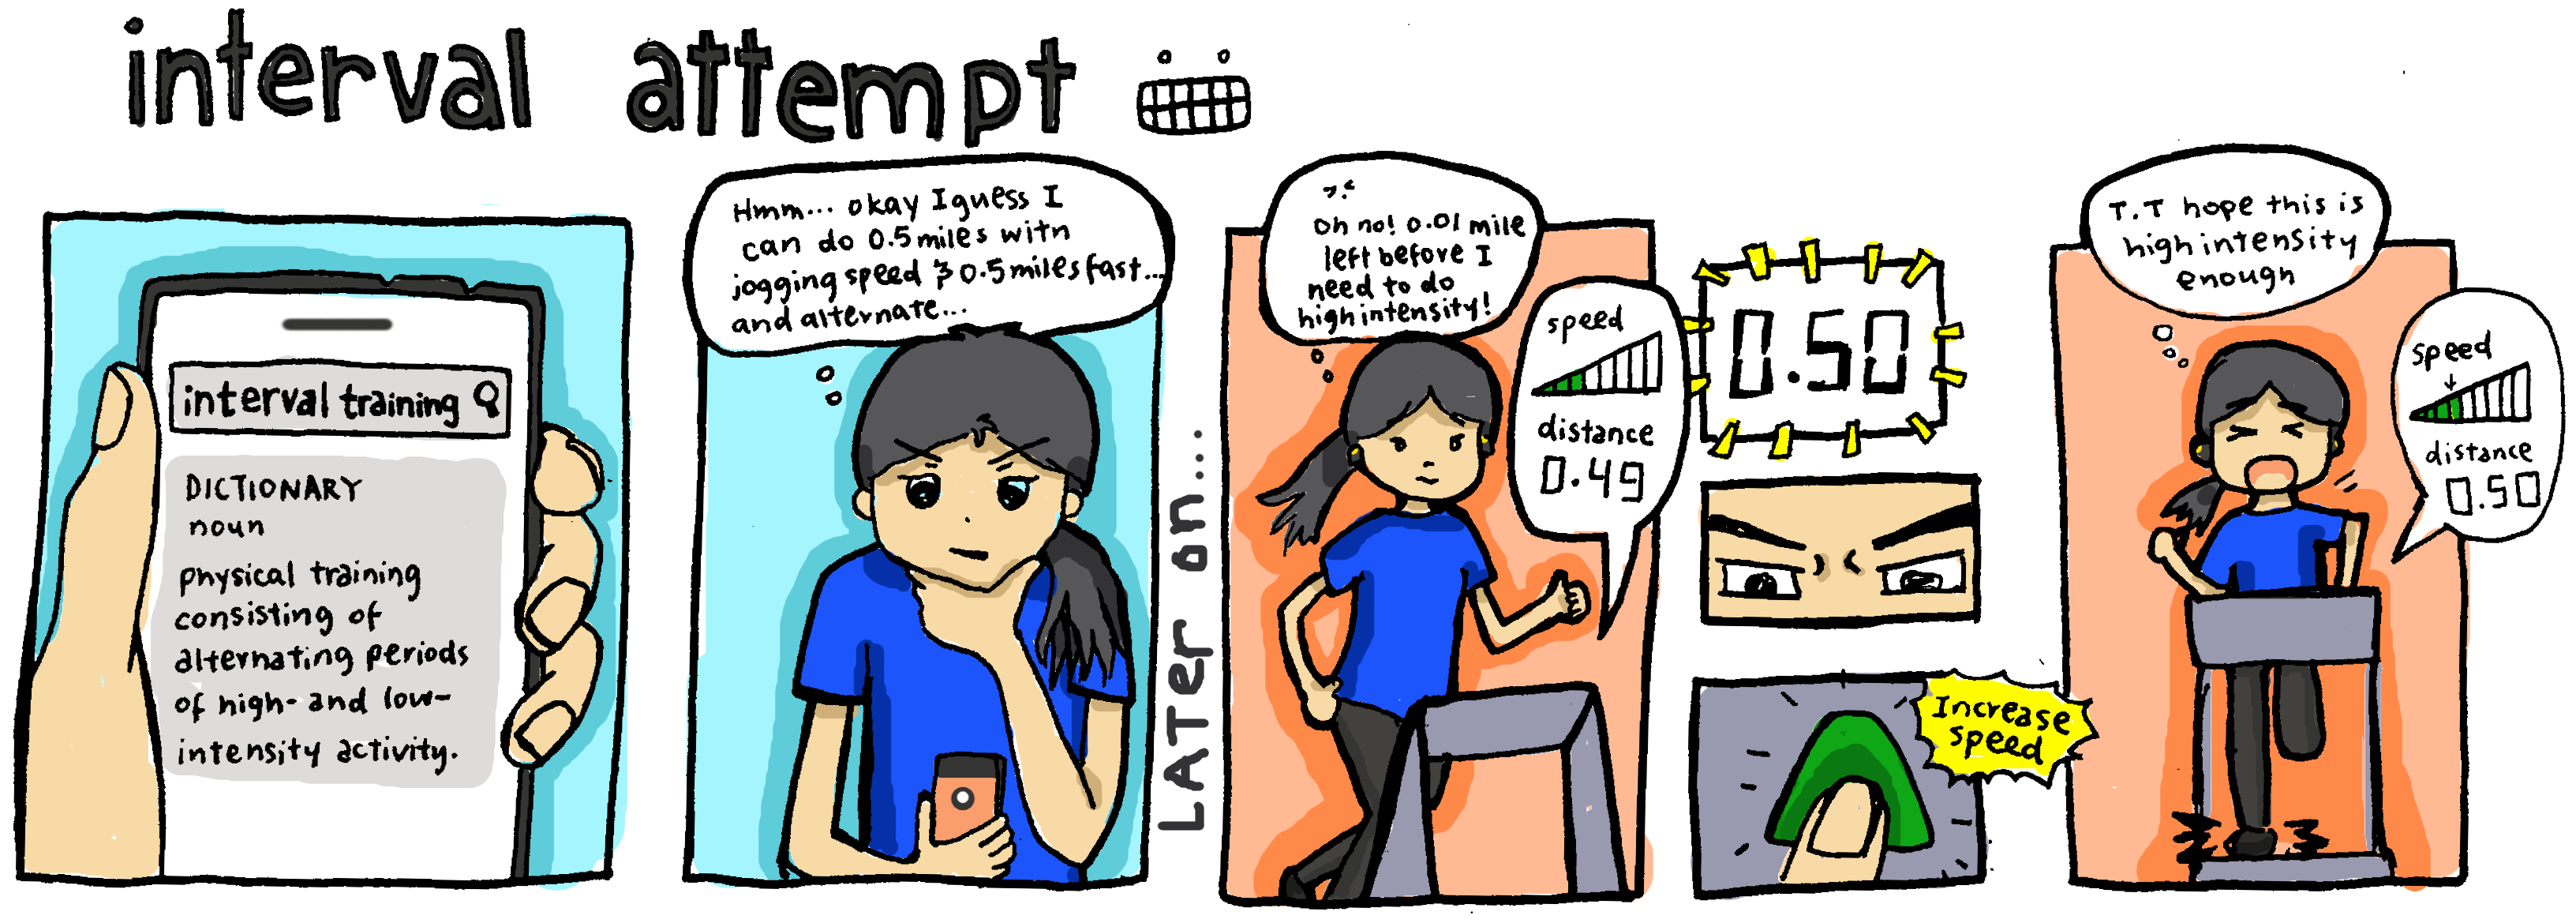 interval attempt
interval training
DICTIONARY
noun
physical training
consisting of
alternating periods
of high- and low-
intensity activity.
Hmm... okay I guess I
can do 0.5 miles with
jogging speed & 0.5 miles fast...
and alternate...
LATER on...
>.<
Oh no! 0.01 mile
left before I
need to do
high intensity!
speed
distance
0.49
0.50
Increase
speed
T.T hope this is
high intensity
enough
speed
distance
0.50